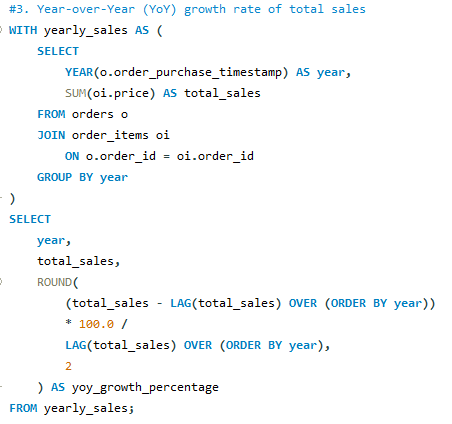 #3. Year-over-Year (YoY) growth rate of total sales
WITH yearly_sales AS (
    SELECT
        YEAR(o.order_purchase_timestamp) AS year,
        SUM(oi.price) AS total_sales
    FROM orders o
    JOIN order_items oi
        ON o.order_id = oi.order_id
    GROUP BY year
)
SELECT
    year,
    total_sales,
    ROUND(
        (total_sales - LAG(total_sales) OVER (ORDER BY year))
        * 100.0 /
        LAG(total_sales) OVER (ORDER BY year),
        2
    ) AS yoy_growth_percentage
FROM yearly_sales;